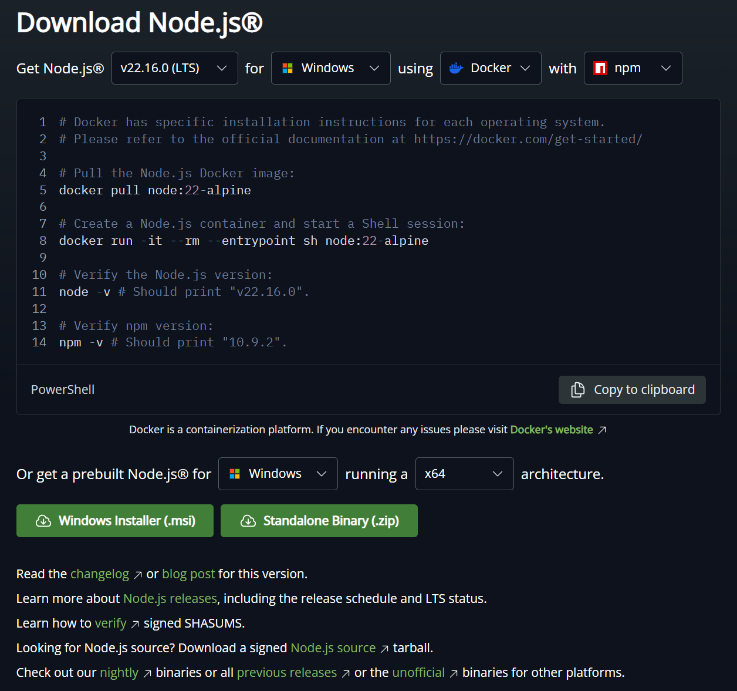 Download Node.js®
Get Node.js® v22.16.0 (LTS) for Windows using Docker with npm
1 # Docker has specific installation instructions for each operating system.
2 # Please refer to the official documentation at https://docker.com/get-started/
3
4 # Pull the Node.js Docker image:
5 docker pull node:22-alpine
6
7 # Create a Node.js container and start a Shell session:
8 docker run -it --rm --entrypoint sh node:22-alpine
9
10 # Verify the Node.js version:
11 node -v # Should print "v22.16.0".
12
13 # Verify npm version:
14 npm -v # Should print "10.9.2".
PowerShell Copy to clipboard
Docker is a containerization platform. If you encounter any issues please visit Docker's website ↗
Or get a prebuilt Node.js® for Windows running a x64 architecture.
Windows Installer (.msi) Standalone Binary (.zip)
Read the changelog ↗ or blog post for this version.
Learn more about Node.js releases, including the release schedule and LTS status.
Learn how to verify ↗ signed SHASUMS.
Looking for Node.js source? Download a signed Node.js source ↗ tarball.
Check out our nightly ↗ binaries or all previous releases ↗ or the unofficial ↗ binaries for other platforms.